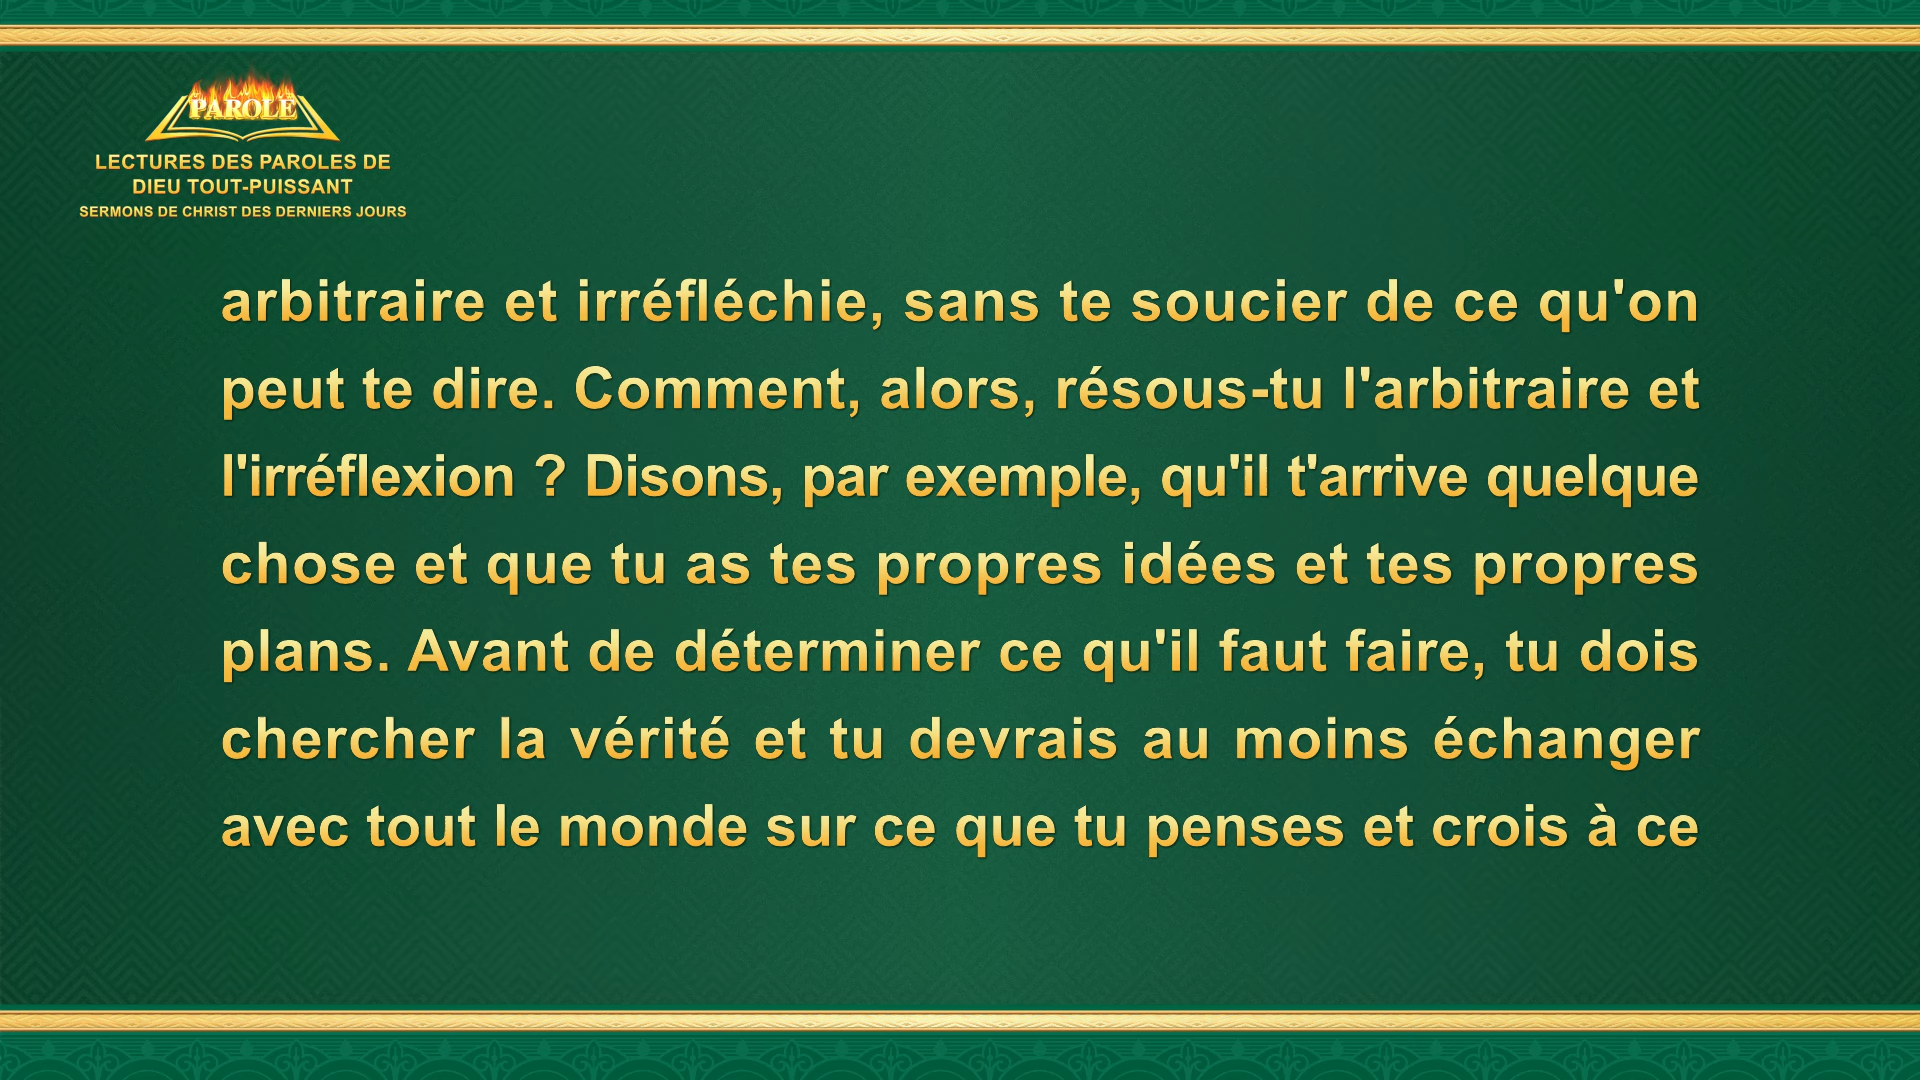 PAROLE
LECTURES DES PAROLES DE
DIEU TOUT-PUISSANT
SERMONS DE CHRIST DES DERNIERS JOURS
arbitraire et irréfléchie, sans te soucier de ce qu'on
peut te dire. Comment, alors, résous-tu l'arbitraire et
l'irréflexion ? Disons, par exemple, qu'il t'arrive quelque
chose et que tu as tes propres idées et tes propres
plans. Avant de déterminer ce qu'il faut faire, tu dois
chercher la vérité et tu devrais au moins échanger
avec tout le monde sur ce que tu penses et crois à ce